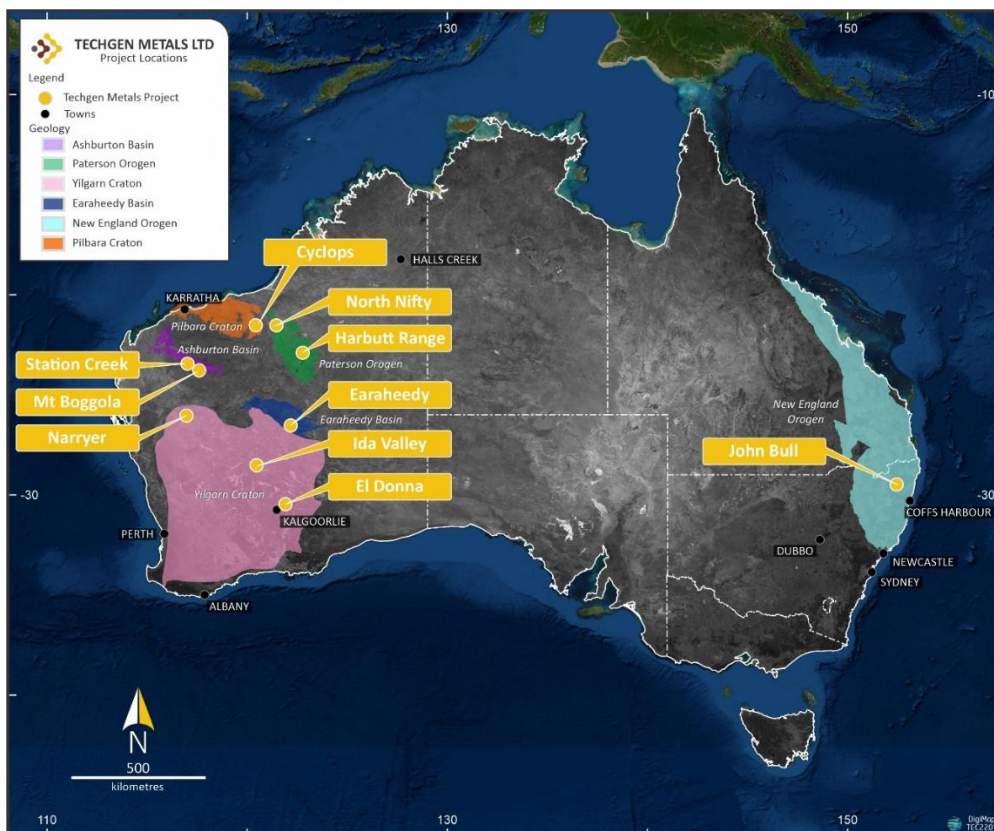 130
150
TECHGEN METALS LTD
Project Locations
Legend
Techgen Metals Project
Towns
Geology
Ashburton Basin
Paterson Orogen
Yilgarn Craton
Earaheedy Basin
New England Orogen
Pilbara Craton
-10
Cyclops
HALLS CREEK
KARRATHA
North Nifty
Pilbara Craton
Harbutt Range
Ashburton Basin
Station Creek
Paterson Orogen
Mt Boggola
Earaheedy
Narryer
Earaheedy Basin
New England
Orogen
Ida Valley
John Bull
El Donna
Yilgarn Craton
-30
-30
KALGOORLIE
COFFS HARBOUR
PERTH
DUBBO
NEWCASTLE
SYDNEY
ALBANY
N
500
kilometres
110
130
150
DigiMap